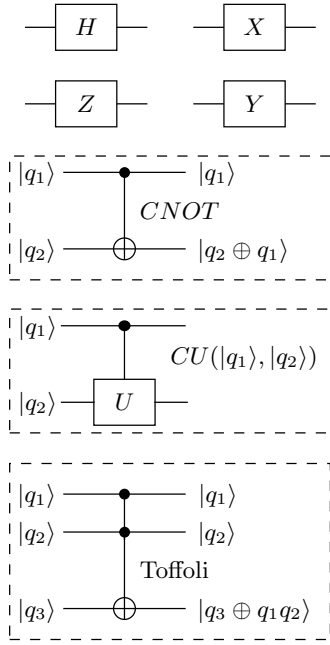 H X
Z Y
|q₁⟩ |q₁⟩
CNOT
|q₂⟩ |q₂ ⊕ q₁⟩
|q₁⟩
CU(|q₁⟩, |q₂⟩)
|q₂⟩ U
|q₁⟩ |q₁⟩
|q₂⟩ |q₂⟩
Toffoli
|q₃⟩ |q₃ ⊕ q₁q₂⟩